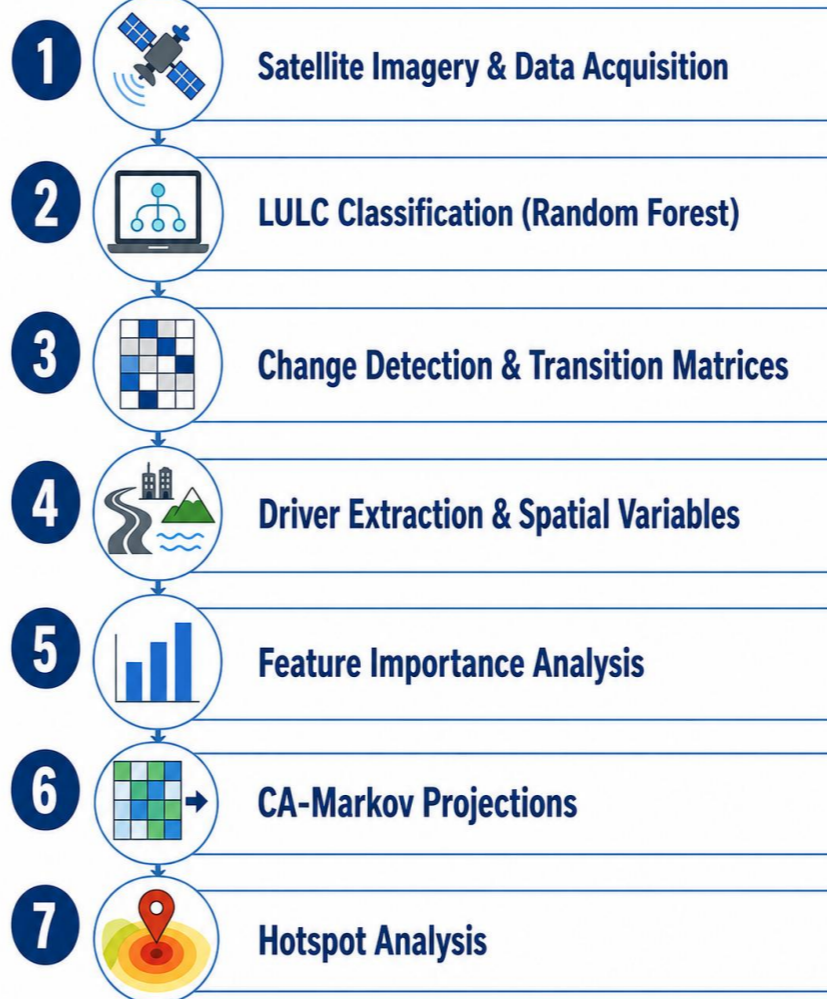 1
Satellite Imagery & Data Acquisition
2
LULC Classification (Random Forest)
3
Change Detection & Transition Matrices
4
Driver Extraction & Spatial Variables
5
Feature Importance Analysis
6
CA-Markov Projections
7
Hotspot Analysis